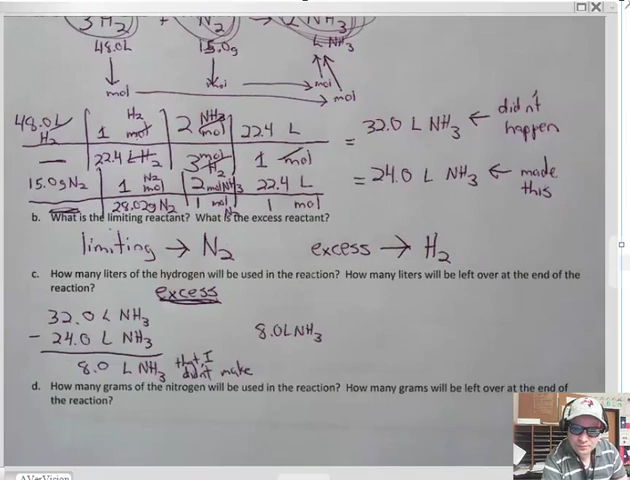 3 H2 + N2 → 2 NH3
48.0L 15.0g L NH3
mol mol mol
mol
48.0L H2 | 1 H2 mol | 2 NH3 mol | 22.4 L = 32.0 L NH3 ← didn't happen
22.4 L H2 | 3 mol H2 | 1 mol
15.0g N2 | 1 N2 mol | 2 mol NH3 | 22.4 L = 24.0 L NH3 ← made this
28.02g N2 | 1 mol N2 | 1 mol
b. What is the limiting reactant? What is the excess reactant?
limiting → N2 excess → H2
c. How many liters of the hydrogen will be used in the reaction? How many liters will be left over at the end of the
reaction? excess
32.0 L NH3
- 24.0 L NH3 8.0L NH3
8.0 L NH3 that I didn't make
d. How many grams of the nitrogen will be used in the reaction? How many grams will be left over at the end of
the reaction?
AVerVision